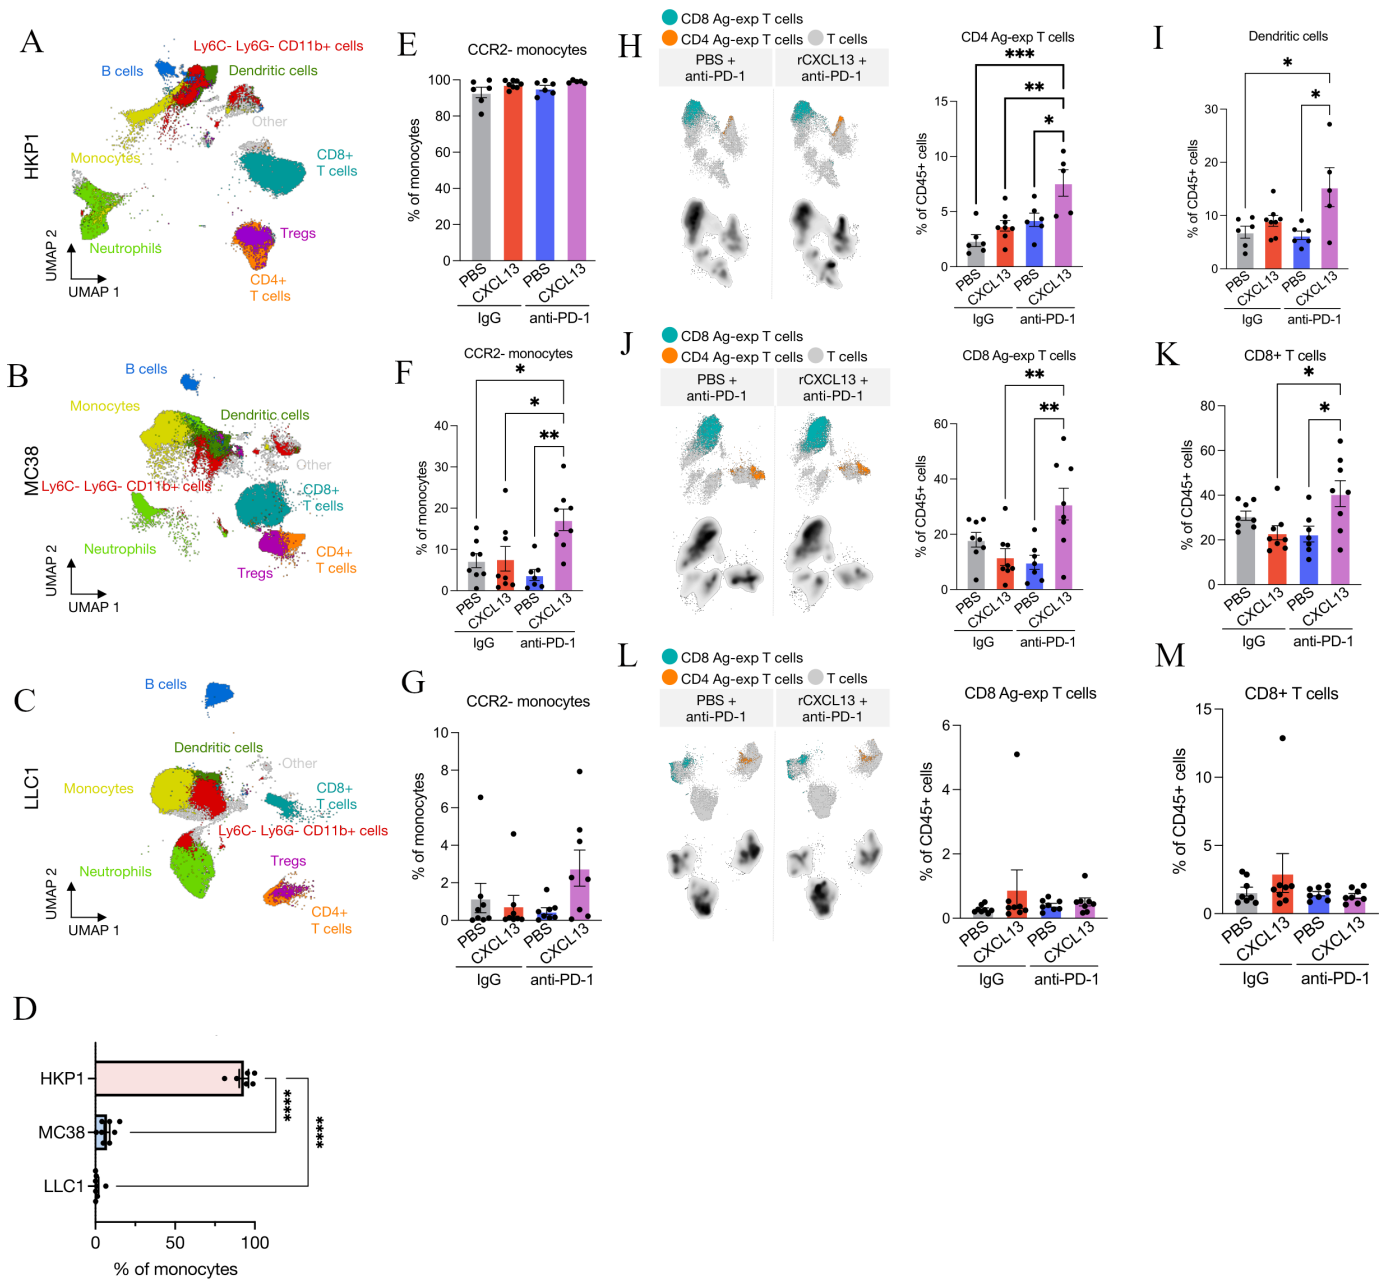 A
Ly6C- Ly6G- CD11b+ cells
B cells
Dendritic cells
Other
Monocytes
CD8+
T cells
Tregs
Neutrophils
CD4+
T cells
HKP1
UMAP 2
UMAP 1
B
B cells
Monocytes
Dendritic cells
Other
Ly6C- Ly6G- CD11b+ cells
CD8+
T cells
Neutrophils
CD4+
T cells
Tregs
MC38
UMAP 2
UMAP 1
C
B cells
Dendritic cells
Other
Monocytes
CD8+
T cells
Ly6C- Ly6G- CD11b+ cells
Tregs
Neutrophils
CD4+
T cells
LLC1
UMAP 2
UMAP 1
D
HKP1
MC38
LLC1
****
****
0 50 100
% of monocytes
E
CCR2- monocytes
% of monocytes
100
80
60
40
20
0
PBS CXCL13 PBS CXCL13
IgG anti-PD-1
F
CCR2- monocytes
*
*
**
% of monocytes
40
30
20
10
0
PBS CXCL13 PBS CXCL13
IgG anti-PD-1
G
CCR2- monocytes
% of monocytes
10
8
6
4
2
0
PBS CXCL13 PBS CXCL13
IgG anti-PD-1
H
CD8 Ag-exp T cells
CD4 Ag-exp T cells T cells
PBS +
anti-PD-1
rCXCL13 +
anti-PD-1
CD4 Ag-exp T cells
***
**
*
% of CD45+ cells
15
10
5
0
PBS CXCL13 PBS CXCL13
IgG anti-PD-1
I
Dendritic cells
*
*
% of CD45+ cells
30
20
10
0
PBS CXCL13 PBS CXCL13
IgG anti-PD-1
J
CD8 Ag-exp T cells
CD4 Ag-exp T cells T cells
PBS +
anti-PD-1
rCXCL13 +
anti-PD-1
CD8 Ag-exp T cells
**
**
% of CD45+ cells
60
40
20
0
PBS CXCL13 PBS CXCL13
IgG anti-PD-1
K
CD8+ T cells
*
*
% of CD45+ cells
80
60
40
20
0
PBS CXCL13 PBS CXCL13
IgG anti-PD-1
L
CD8 Ag-exp T cells
CD4 Ag-exp T cells T cells
PBS +
anti-PD-1
rCXCL13 +
anti-PD-1
CD8 Ag-exp T cells
% of CD45+ cells
6
4
2
0
PBS CXCL13 PBS CXCL13
IgG anti-PD-1
M
CD8+ T cells
% of CD45+ cells
15
10
5
0
PBS CXCL13 PBS CXCL13
IgG anti-PD-1